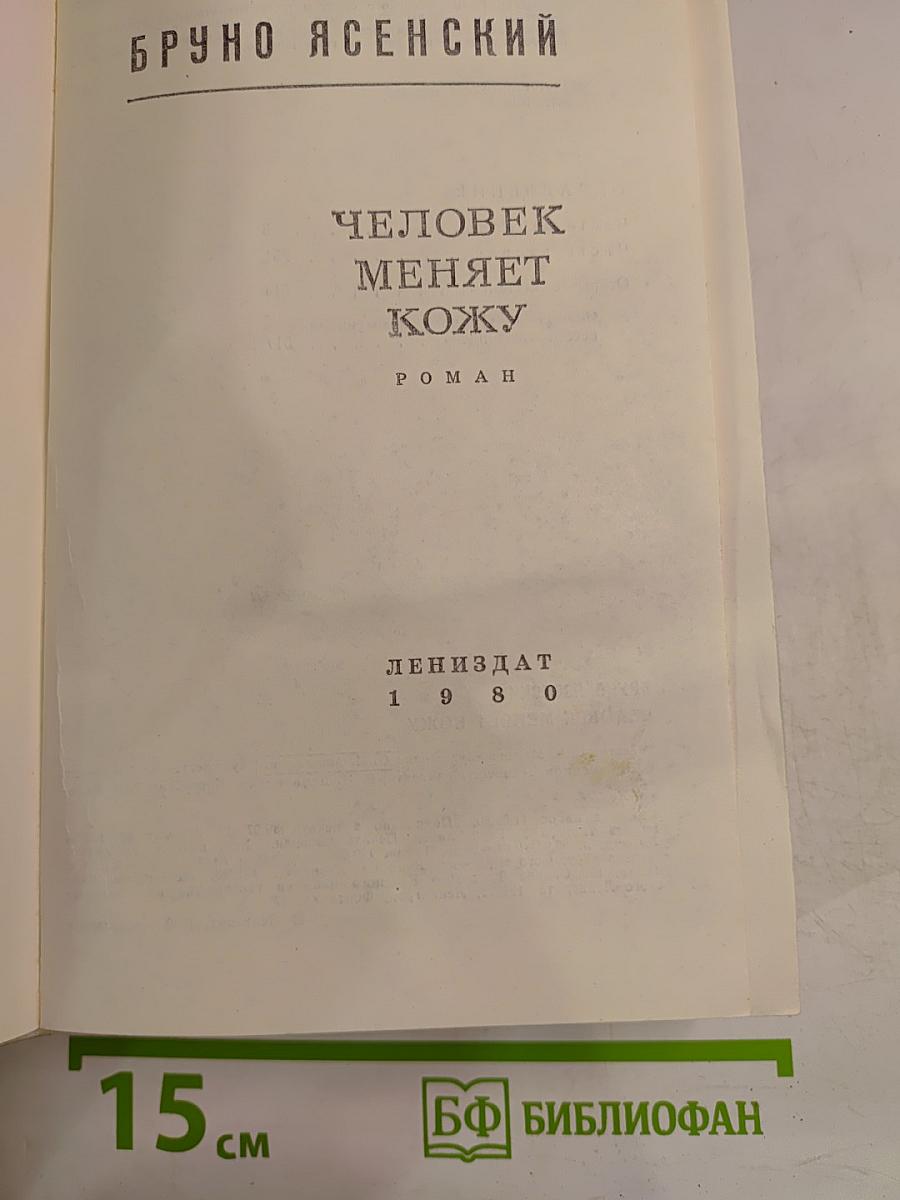 БРУНО ЯСЕНСКИЙ
ЧЕЛОВЕК
МЕНЯЕТ
КОЖУ
РОМАН
ЛЕНИЗДАТ
1980
15 см
БФ БИБЛИОФАН